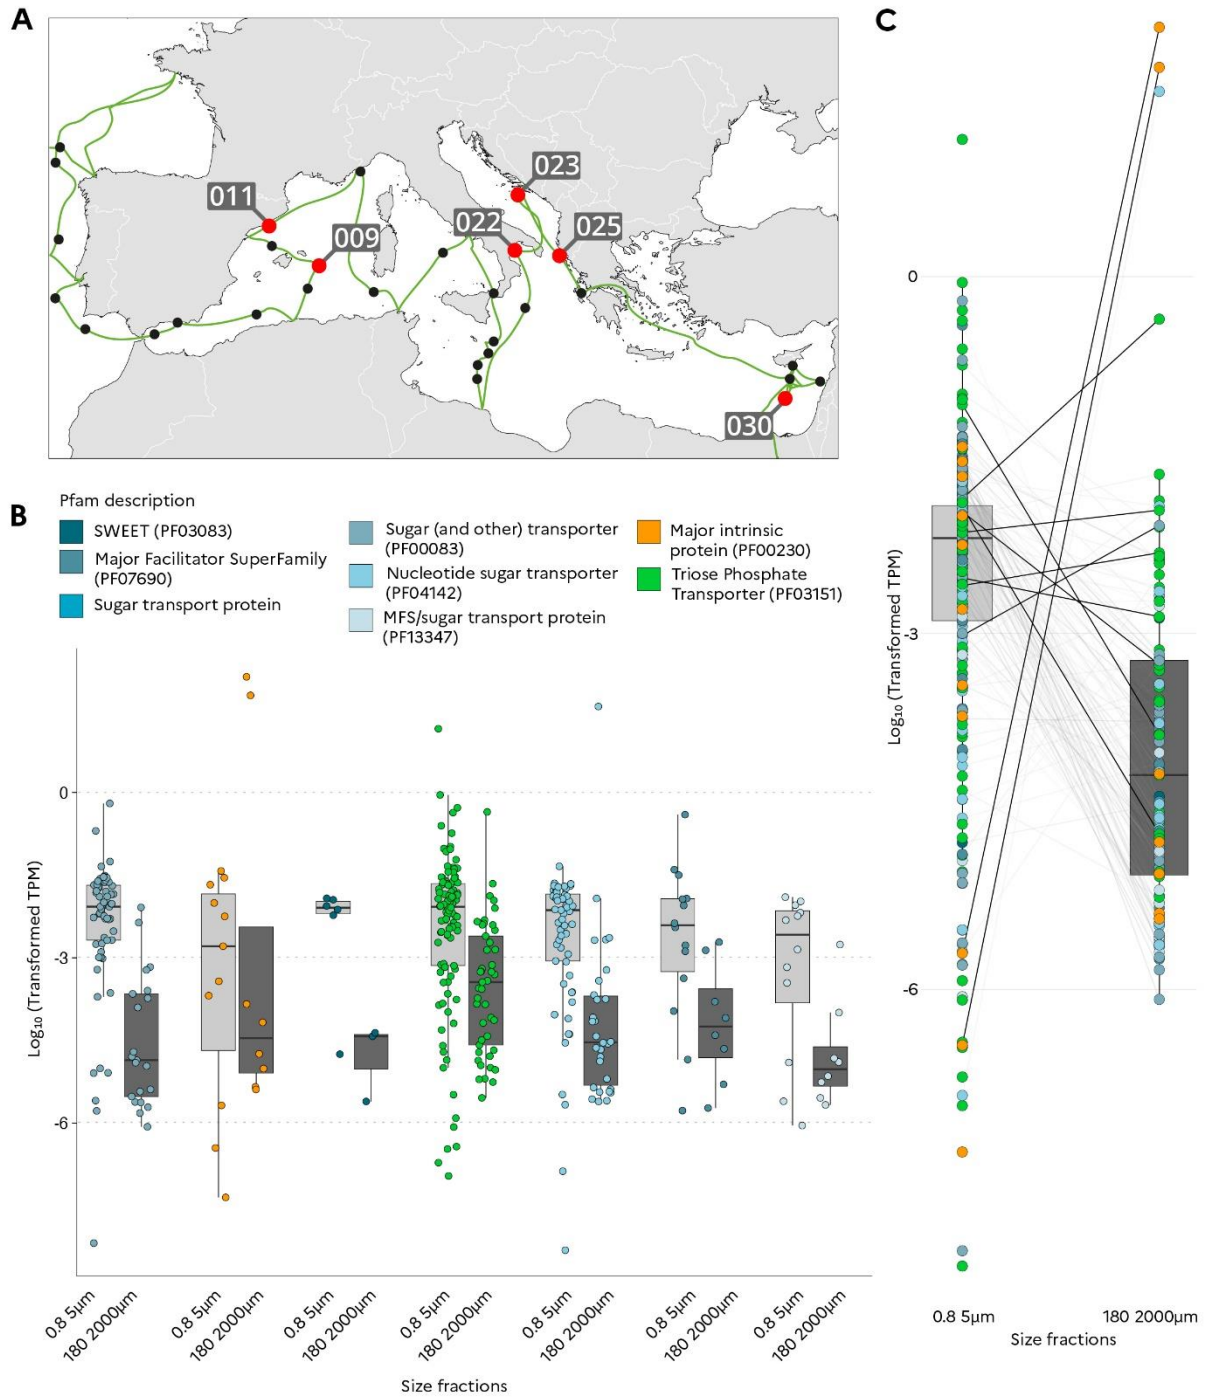 A
011
009
023
022
025
030
B
Pfam description
SWEET (PF03083)
Major Facilitator SuperFamily
(PF07690)
Sugar transport protein
Sugar (and other) transporter
(PF00083)
Nucleotide sugar transporter
(PF04142)
MFS/sugar transport protein
(PF13347)
Major intrinsic
protein (PF00230)
Triose Phosphate
Transporter (PF03151)
Log₁₀ (Transformed TPM)
0
-3
-6
0.8 5µm
180 2000µm
0.8 5µm
180 2000µm
0.8 5µm
180 2000µm
0.8 5µm
180 2000µm
0.8 5µm
180 2000µm
0.8 5µm
180 2000µm
0.8 5µm
180 2000µm
Size fractions
C
Log₁₀ (Transformed TPM)
0
-3
-6
0.8 5µm
180 2000µm
Size fractions